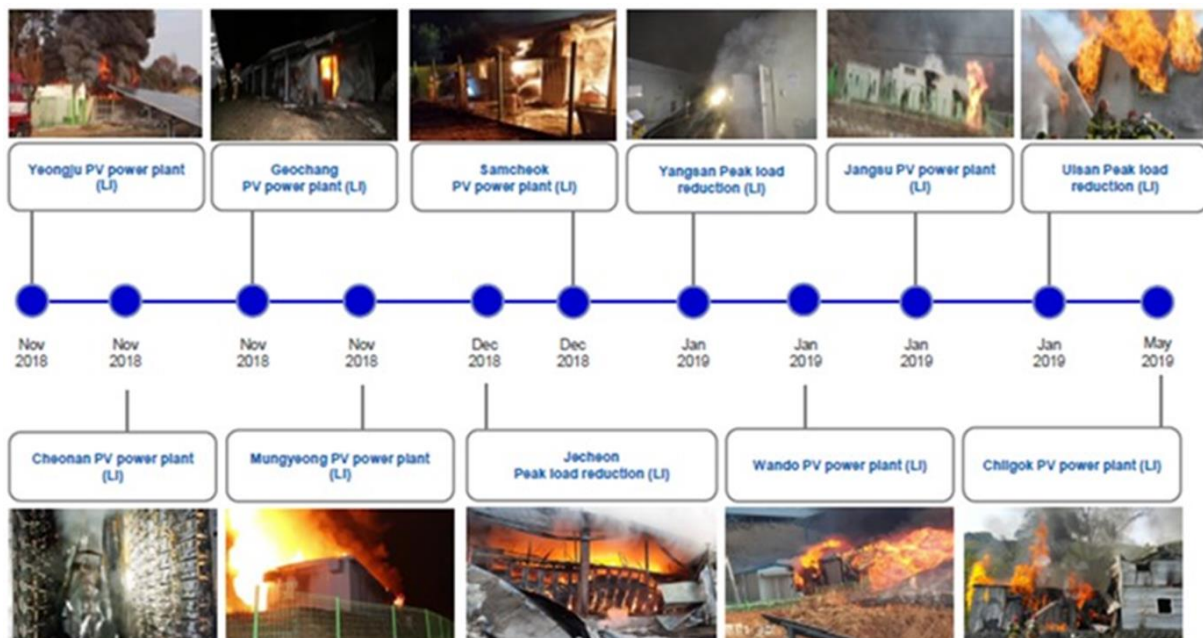 Yeongju PV power plant
(LI)
Geochang
PV power plant (LI)
Samcheok
PV power plant (LI)
Yangsan Peak load
reduction (LI)
Jangsu PV power plant
(LI)
Ulsan Peak load
reduction (LI)
Nov
2018
Nov
2018
Nov
2018
Nov
2018
Dec
2018
Dec
2018
Jan
2019
Jan
2019
Jan
2019
Jan
2019
May
2019
Cheonan PV power plant
(LI)
Mungyeong PV power plant
(LI)
Jecheon
Peak load reduction (LI)
Wando PV power plant (LI)
Chilgok PV power plant (LI)